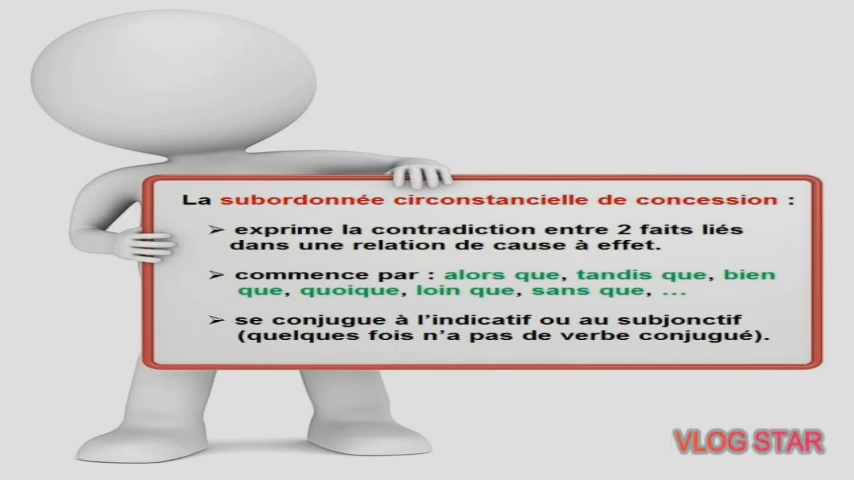 La subordonnée circonstancielle de concession :
➢ exprime la contradiction entre 2 faits liés
dans une relation de cause à effet.
➢ commence par : alors que, tandis que, bien
que, quoique, loin que, sans que, ...
➢ se conjugue à l'indicatif ou au subjonctif
(quelques fois n'a pas de verbe conjugué).
VLOG STAR